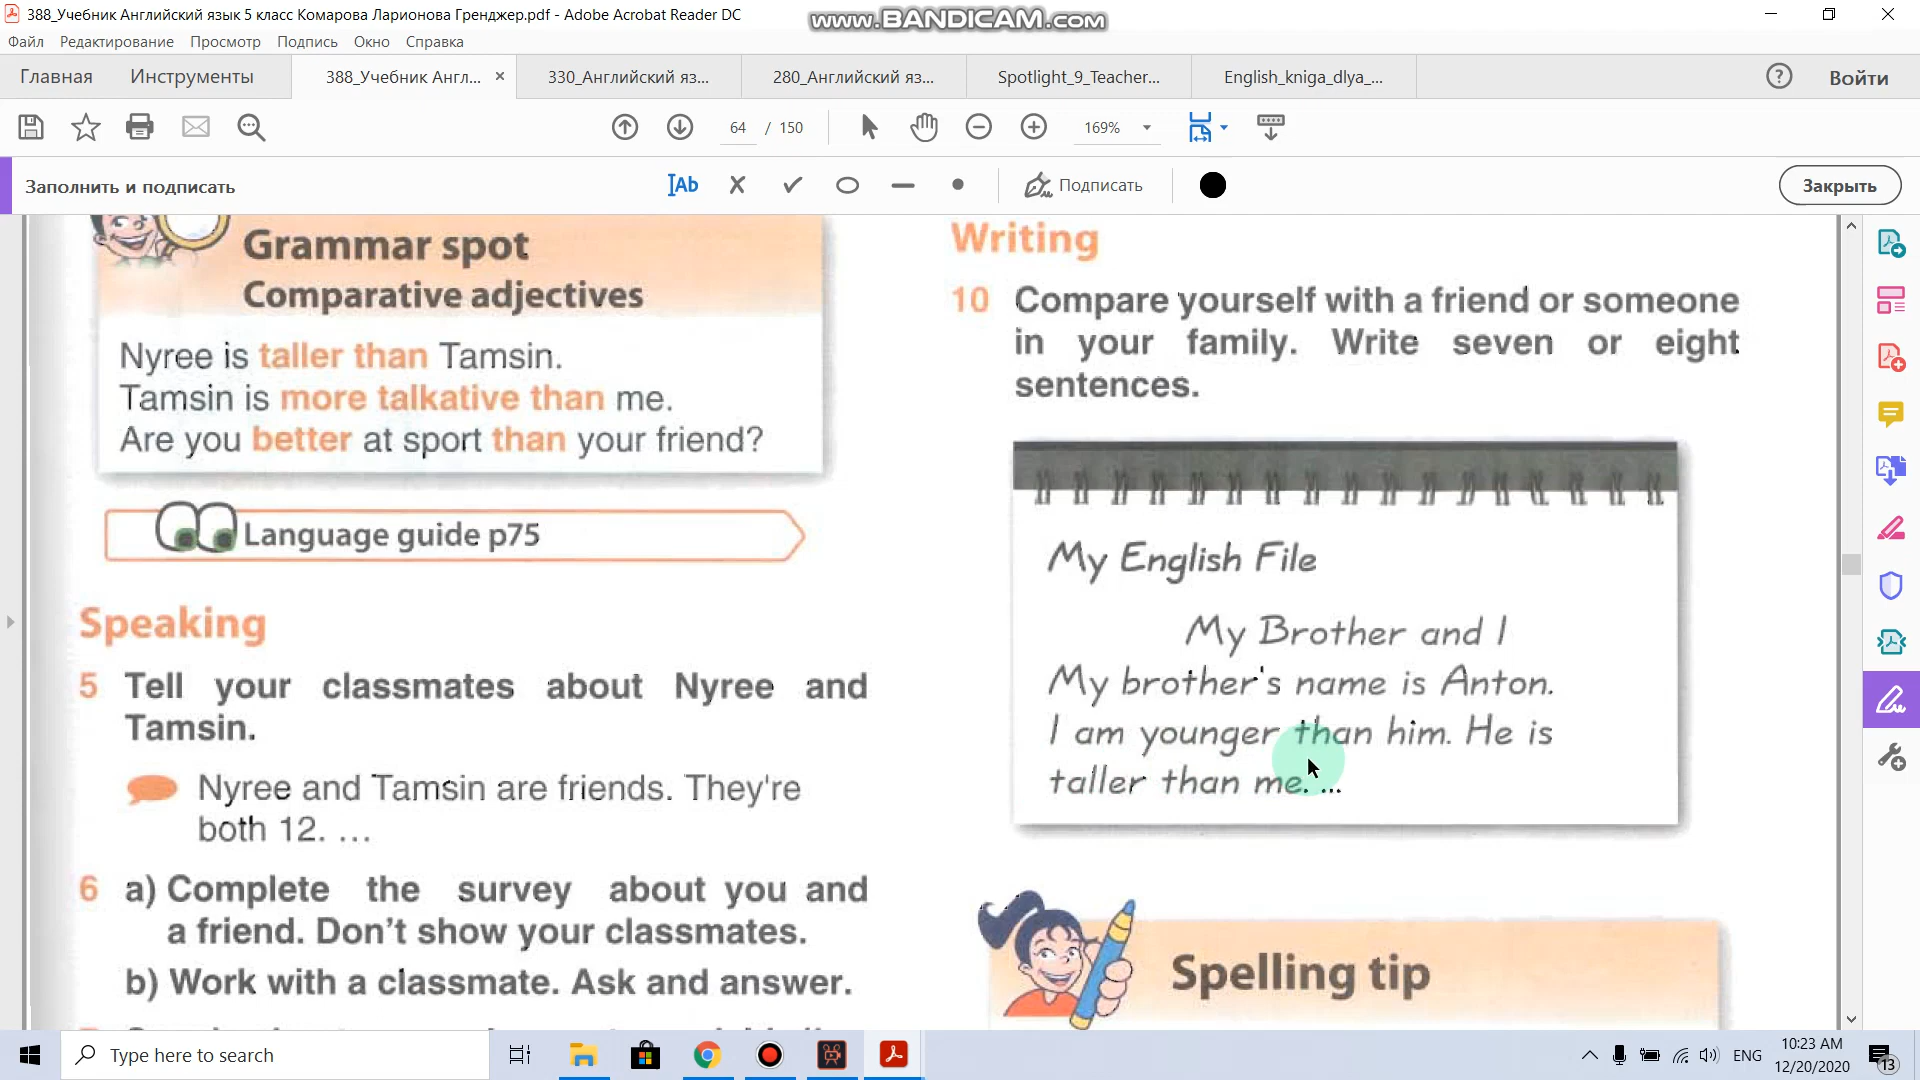 388_Учебник Английский язык 5 класс Комарова Ларионова Гренджер.pdf - Adobe Acrobat Reader DC
www.BANDICAM.com
Файл Редактирование Просмотр Подпись Окно Справка
Главная Инструменты 388_Учебник Англ... × 330_Английский яз... 280_Английский яз... Spotlight_9_Teacher... English_kniga_dlya_... Войти
64 / 150 169%
Заполнить и подписать Ab Подписать Закрыть
Grammar spot
Comparative adjectives
Nyree is taller than Tamsin.
Tamsin is more talkative than me.
Are you better at sport than your friend?
Language guide p75
Speaking
5 Tell your classmates about Nyree and
Tamsin.
Nyree and Tamsin are friends. They're
both 12. ...
6 a) Complete the survey about you and
a friend. Don't show your classmates.
b) Work with a classmate. Ask and answer.
Writing
10 Compare yourself with a friend or someone
in your family. Write seven or eight
sentences.
My English File
My Brother and I
My brother's name is Anton.
I am younger than him. He is
taller than me. ...
Spelling tip
Type here to search
ENG
10:23 AM
12/20/2020
13